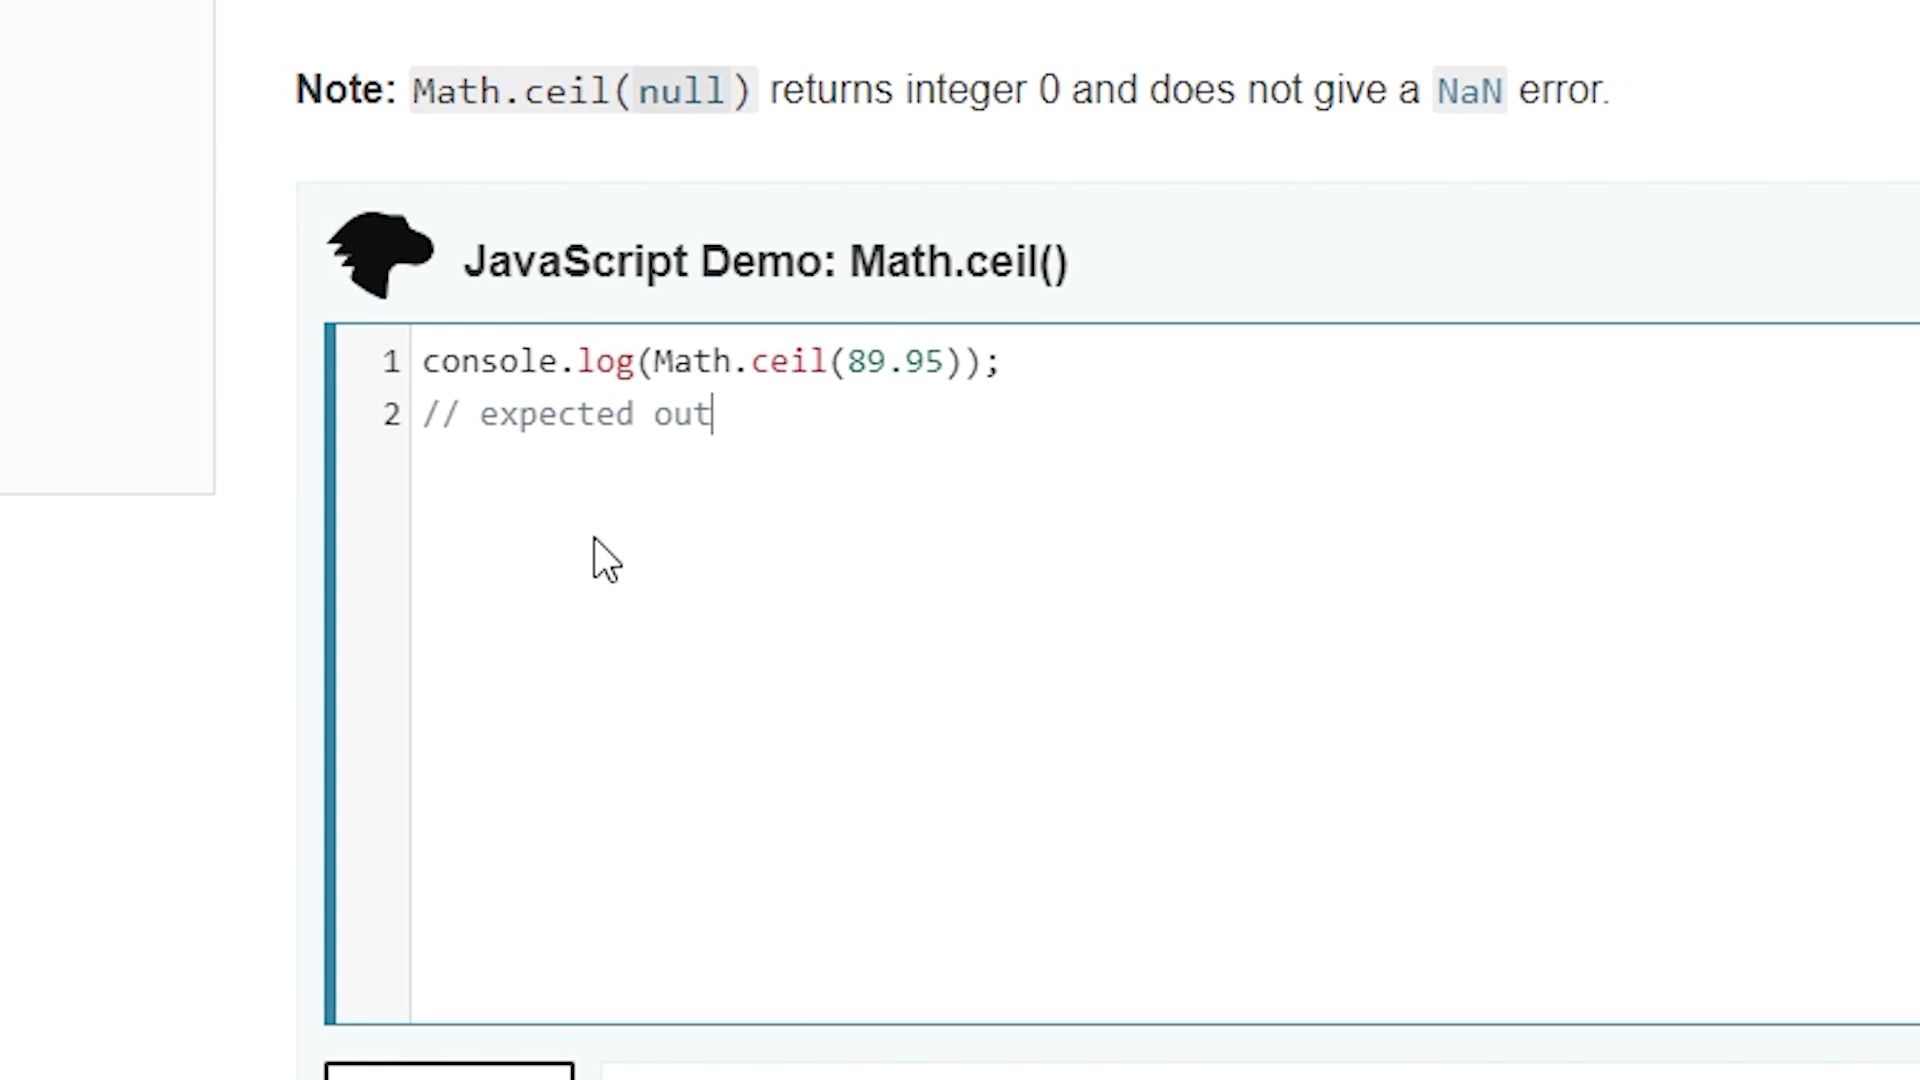 Note: Math.ceil(null) returns integer 0 and does not give a NaN error.
JavaScript Demo: Math.ceil()
1 console.log(Math.ceil(89.95));
2 // expected out